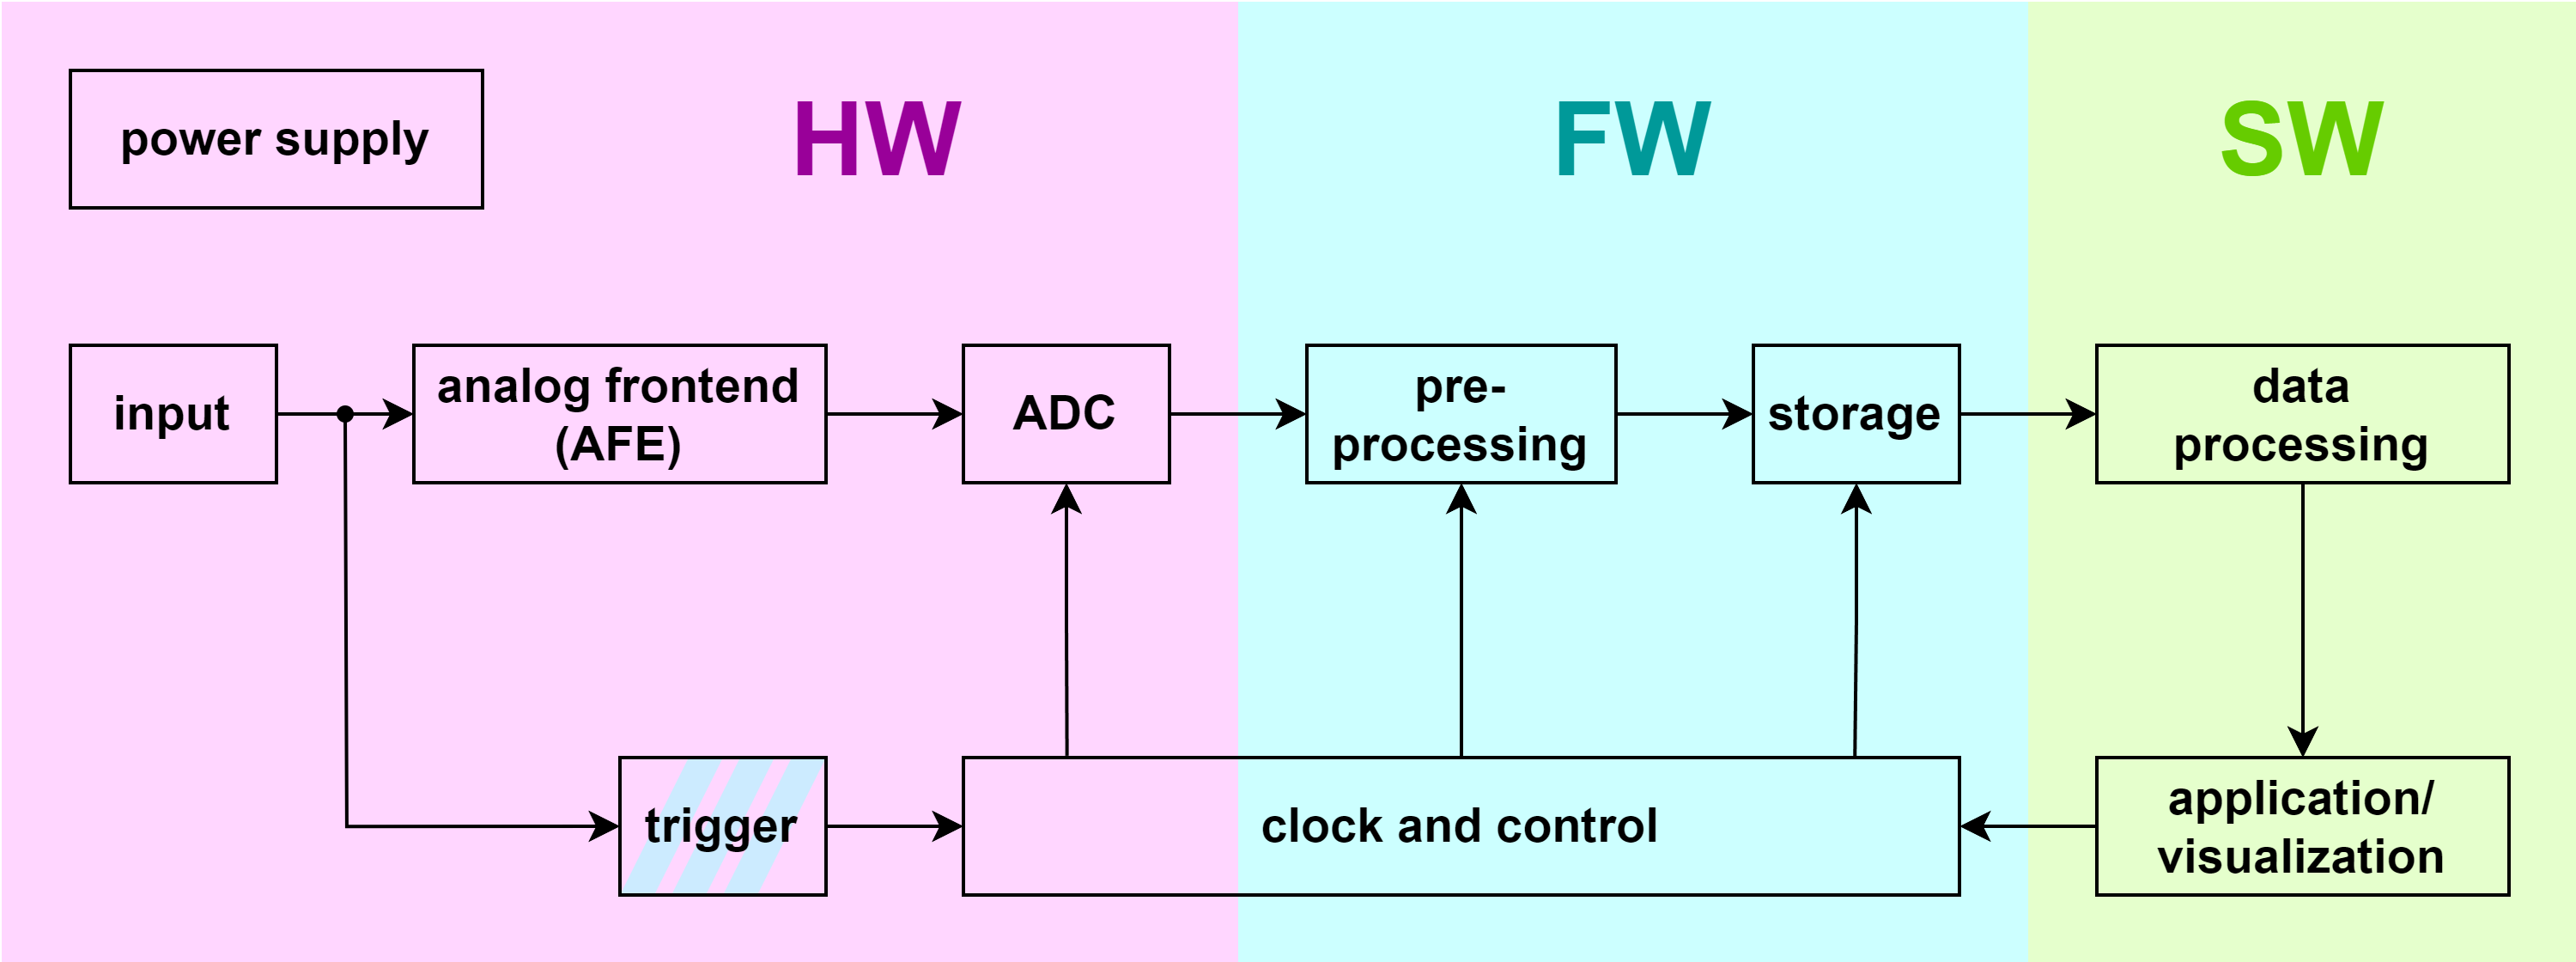 power supply
HW
FW
SW
input
analog frontend
(AFE)
ADC
pre-
processing
storage
data
processing
trigger
clock and control
application/
visualization